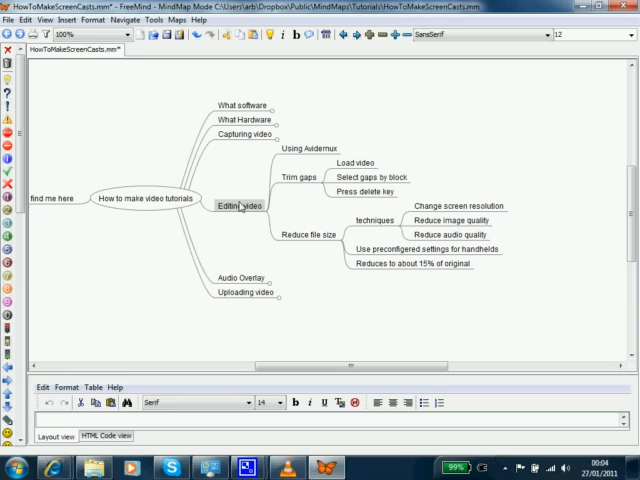 HowToMakeScreenCasts.mm* - FreeMind - MindMap Mode C:\Users\arb\Dropbox\Public\MindMaps\Tutorials\HowToMakeScreenCasts.mm
File Edit View Insert Format Navigate Tools Maps Help
100% SansSerif 12
HowToMakeScreenCasts.mm*
What software
What Hardware
Capturing video
Using Avidemux
Load video
Trim gaps
Select gaps by block
Press delete key
find me here
How to make video tutorials
Editing video
Change screen resolution
techniques
Reduce image quality
Reduce file size
Reduce audio quality
Use preconfigered settings for handhelds
Reduces to about 15% of original
Audio Overlay
Uploading video
Edit Format Table Help
Serif 14
Layout view HTML Code view
99%
00:04
27/01/2011